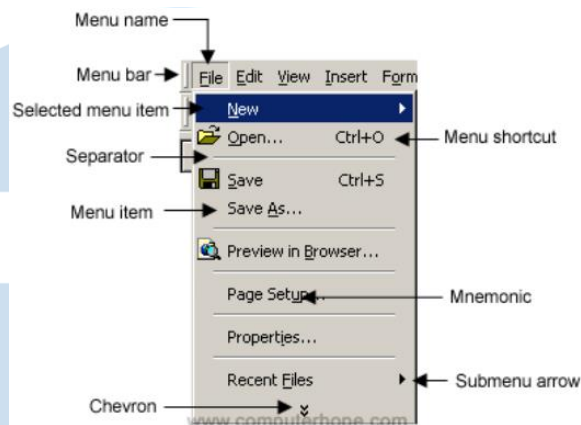 Menu name
Menu bar
File Edit View Insert Form
Selected menu item
New
Open... Ctrl+O
Menu shortcut
Separator
Save Ctrl+S
Menu item
Save As...
Preview in Browser...
Page Setup...
Mnemonic
Properties...
Recent Files
Submenu arrow
Chevron
www.computerhope.com